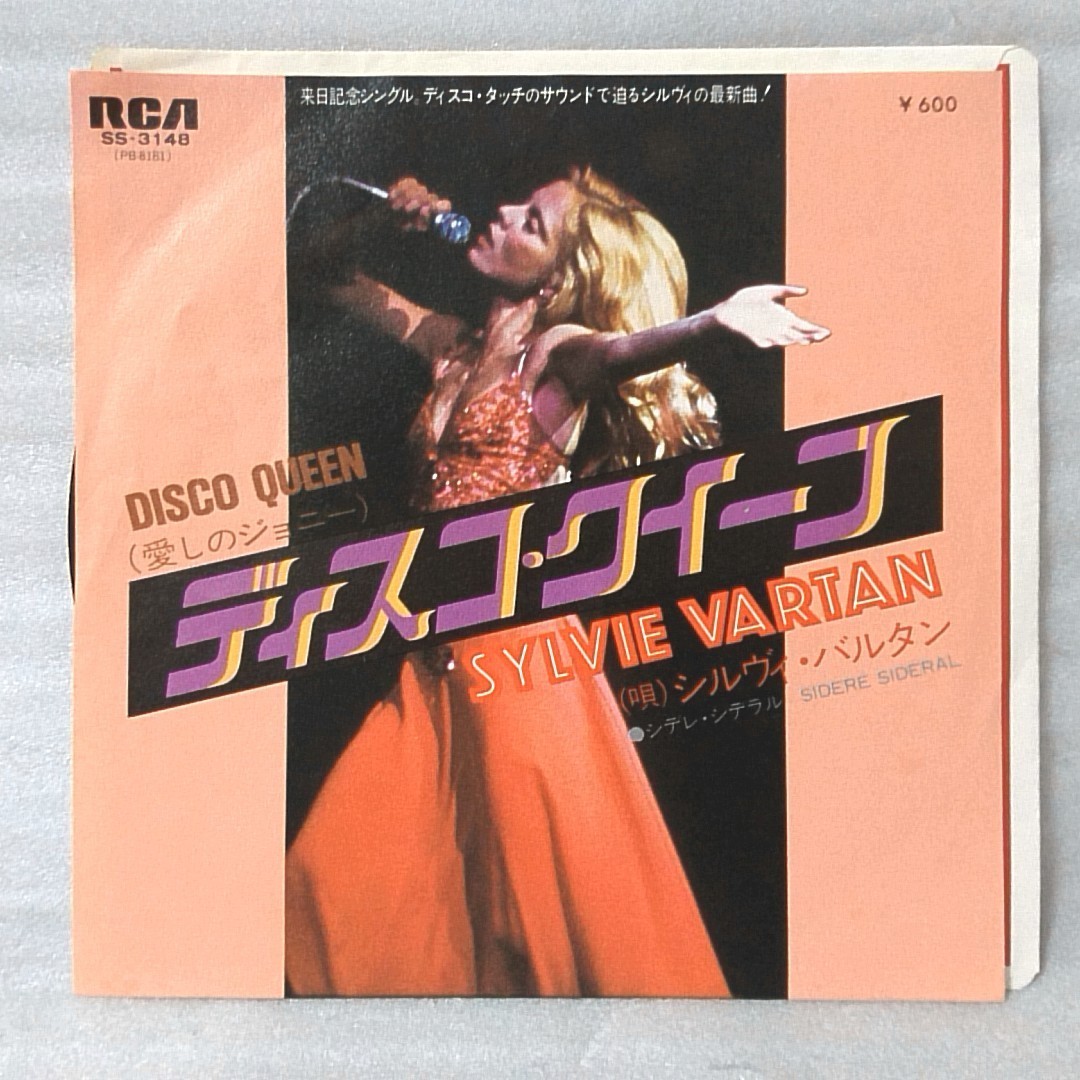 来日記念シングル。ディスコ・タッチのサウンドで迫るシルヴィの最新曲！
RCA
SS-3148
(PB-8181)
¥600
DISCO QUEEN
(愛しのジョニー)
ディスコ・クイーン
SYLVIE VARTAN
(唄)シルヴィ・バルタン
●シデレ・シテラル SIDERE SIDERAL